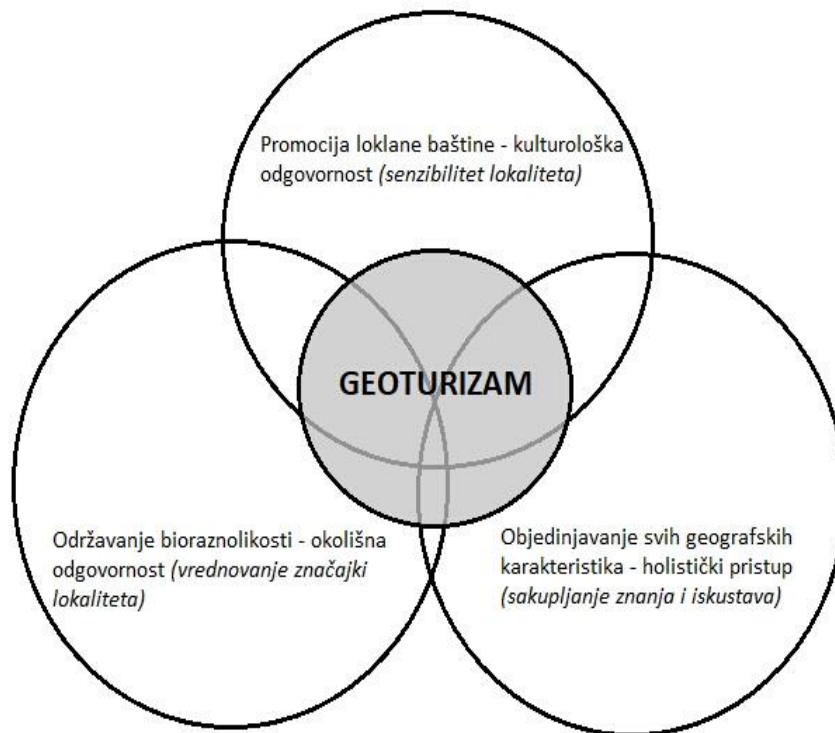 Promocija loklane baštine - kulturološka
odgovornost (senzibilitet lokaliteta)
GEOTURIZAM
Održavanje bioraznolikosti - okolišna
odgovornost (vrednovanje značajki
lokaliteta)
Objedinjavanje svih geografskih
karakteristika - holistički pristup
(sakupljanje znanja i iskustava)